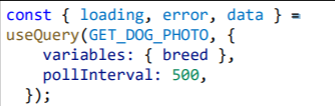 const { loading, error, data } =
useQuery(GET_DOG_PHOTO, {
    variables: { breed },
    pollInterval: 500,
  });